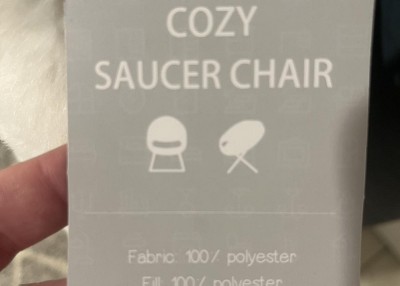 COZY
SAUCER CHAIR
Fabric: 100% polyester
Fill: 100% polyester